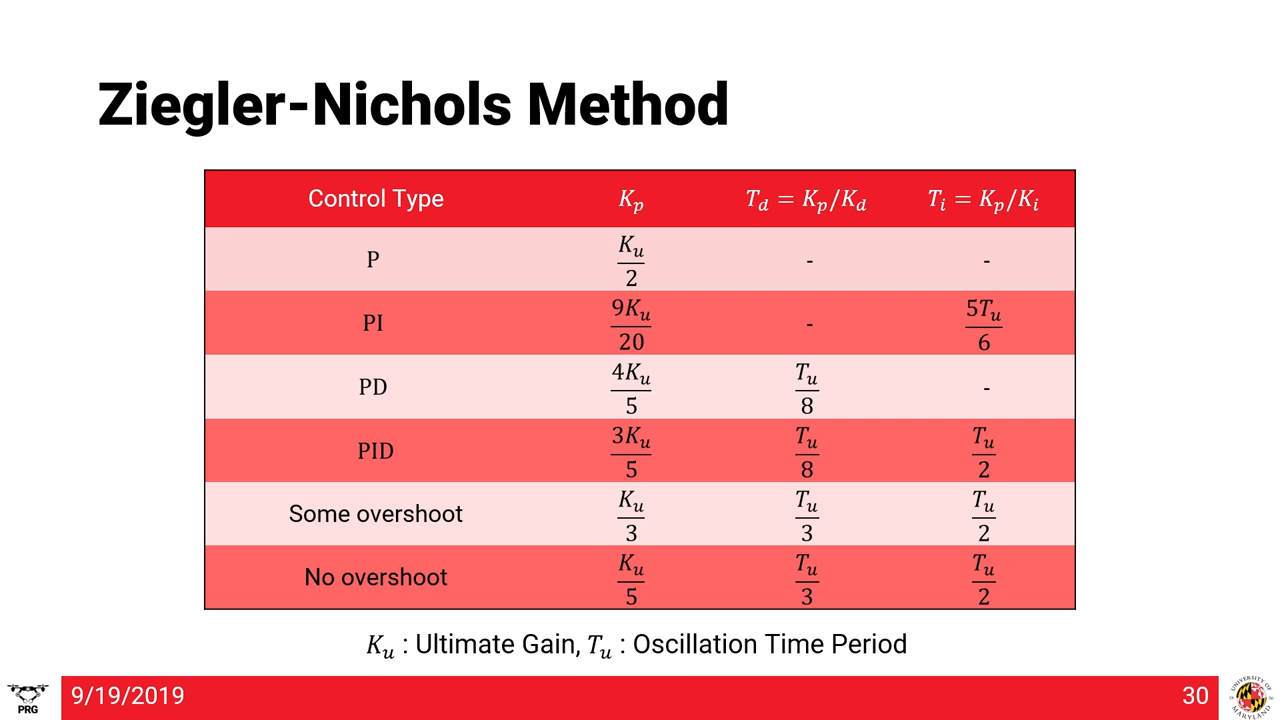 Ziegler-Nichols Method
Control Type K_p T_d = K_p/K_d T_i = K_p/K_i
P K_u/2 - -
PI 9K_u/20 - 5T_u/6
PD 4K_u/5 T_u/8 -
PID 3K_u/5 T_u/8 T_u/2
Some overshoot K_u/3 T_u/3 T_u/2
No overshoot K_u/5 T_u/3 T_u/2
K_u : Ultimate Gain, T_u : Oscillation Time Period
PRG
9/19/2019
30
UNIVERSITY OF MARYLAND